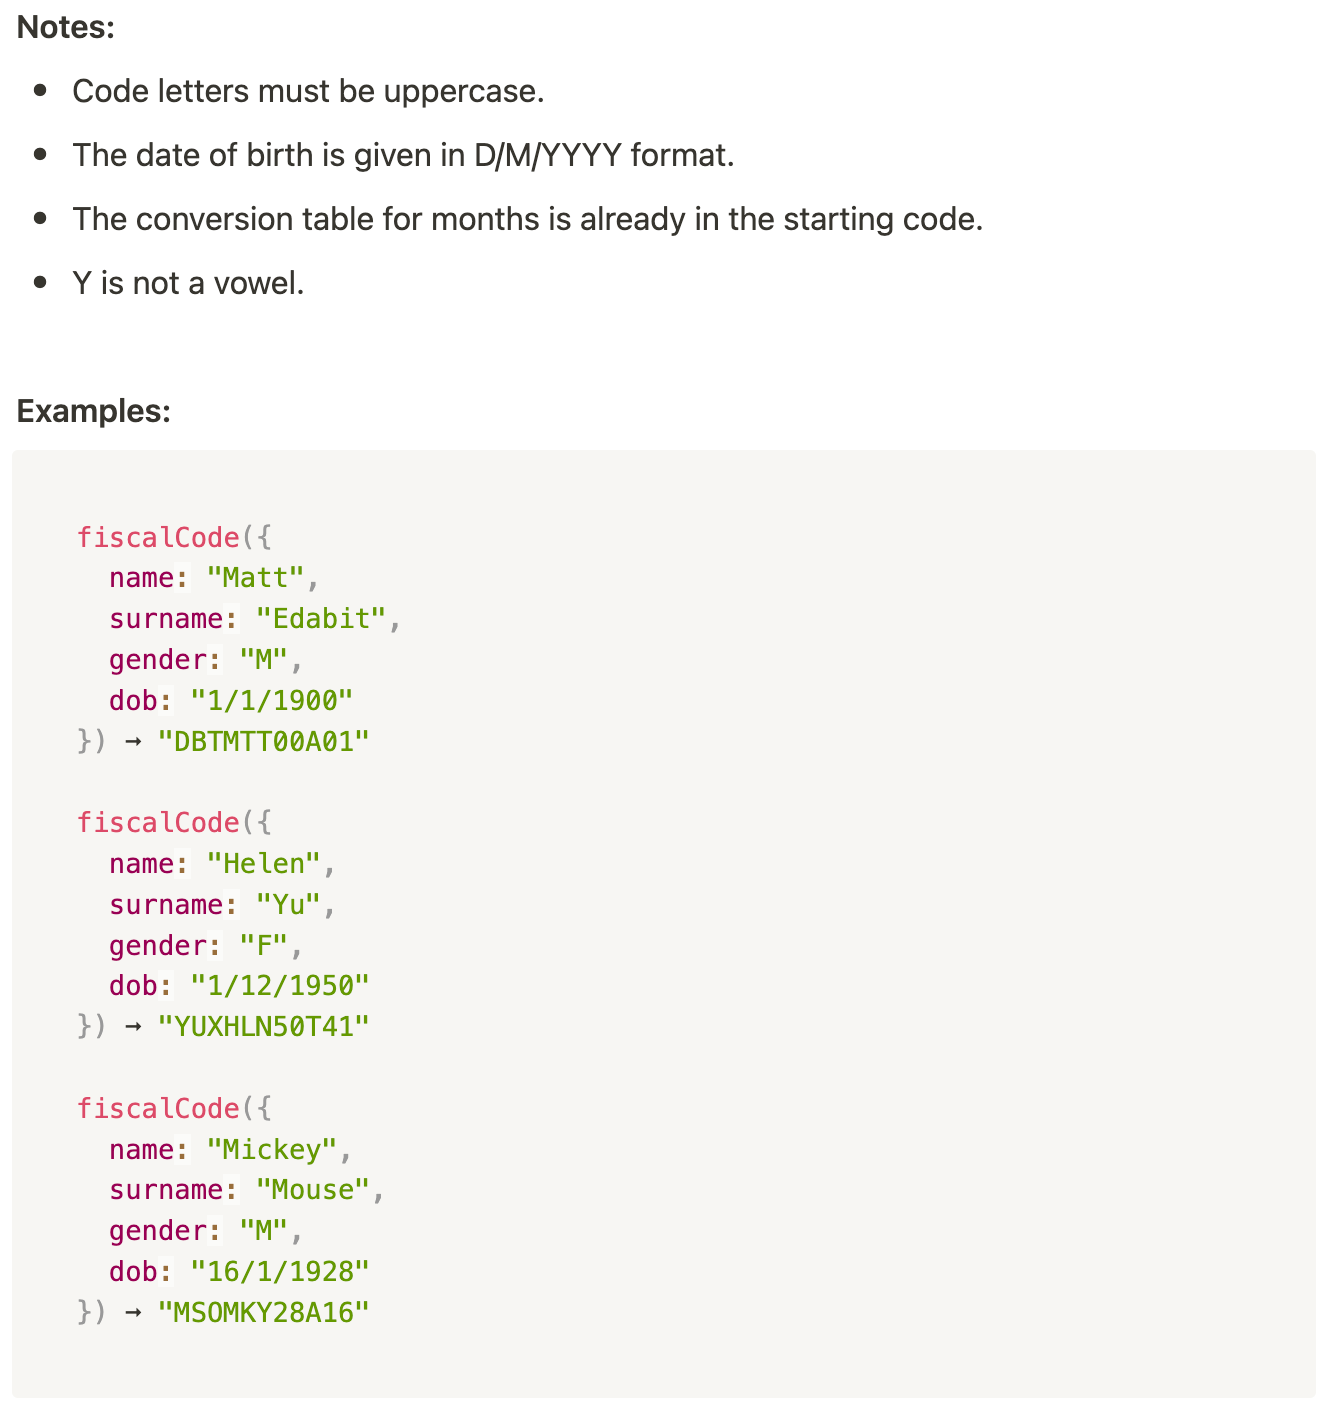 Notes:
• Code letters must be uppercase.
• The date of birth is given in D/M/YYYY format.
• The conversion table for months is already in the starting code.
• Y is not a vowel.
Examples:
fiscalCode({
  name: "Matt",
  surname: "Edabit",
  gender: "M",
  dob: "1/1/1900"
}) → "DBTMTT00A01"
fiscalCode({
  name: "Helen",
  surname: "Yu",
  gender: "F",
  dob: "1/12/1950"
}) → "YUXHLN50T41"
fiscalCode({
  name: "Mickey",
  surname: "Mouse",
  gender: "M",
  dob: "16/1/1928"
}) → "MSOMKY28A16"